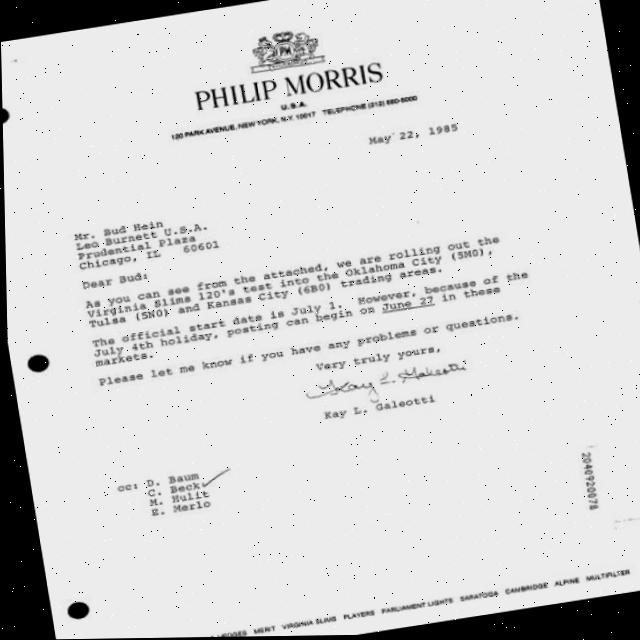 PM
PHILIP MORRIS
U.S.A.
120 PARK AVENUE, NEW YORK, N.Y. 10017 TELEPHONE (212) 880-5000
May 22, 1985
Mr. Bud Hein
Leo Burnett U.S.A.
Prudential Plaza
Chicago, IL 60601
Dear Bud:
As you can see from the attached, we are rolling out the
Virginia Slims 120's test into the Oklahoma City (5M0),
Tulsa (5N0) and Kansas City (6B0) trading areas.
The official start date is July 1. However, because of the
July 4th holiday, posting can begin on June 27 in these
markets.
Please let me know if you have any problems or questions.
Very truly yours,
Kay L. Galeotti
Kay L. Galeotti
cc: D. Baum
C. Beck
M. Hulit
E. Merlo
2040920078
MERIT VIRGINIA SLIMS PLAYERS PARLIAMENT LIGHTS SARATOGA CAMBRIDGE ALPINE MULTIFILTER